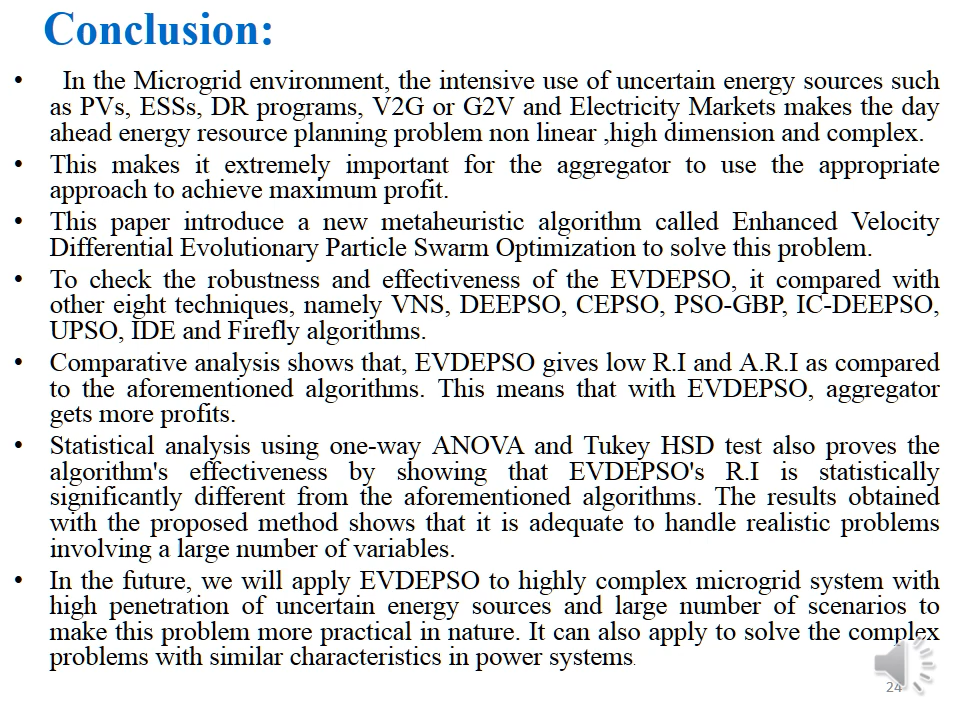 Conclusion:
• In the Microgrid environment, the intensive use of uncertain energy sources such
as PVs, ESSs, DR programs, V2G or G2V and Electricity Markets makes the day
ahead energy resource planning problem non linear ,high dimension and complex.
• This makes it extremely important for the aggregator to use the appropriate
approach to achieve maximum profit.
• This paper introduce a new metaheuristic algorithm called Enhanced Velocity
Differential Evolutionary Particle Swarm Optimization to solve this problem.
• To check the robustness and effectiveness of the EVDEPSO, it compared with
other eight techniques, namely VNS, DEEPSO, CEPSO, PSO-GBP, IC-DEEPSO,
UPSO, IDE and Firefly algorithms.
• Comparative analysis shows that, EVDEPSO gives low R.I and A.R.I as compared
to the aforementioned algorithms. This means that with EVDEPSO, aggregator
gets more profits.
• Statistical analysis using one-way ANOVA and Tukey HSD test also proves the
algorithm's effectiveness by showing that EVDEPSO's R.I is statistically
significantly different from the aforementioned algorithms. The results obtained
with the proposed method shows that it is adequate to handle realistic problems
involving a large number of variables.
• In the future, we will apply EVDEPSO to highly complex microgrid system with
high penetration of uncertain energy sources and large number of scenarios to
make this problem more practical in nature. It can also apply to solve the complex
problems with similar characteristics in power systems.
24